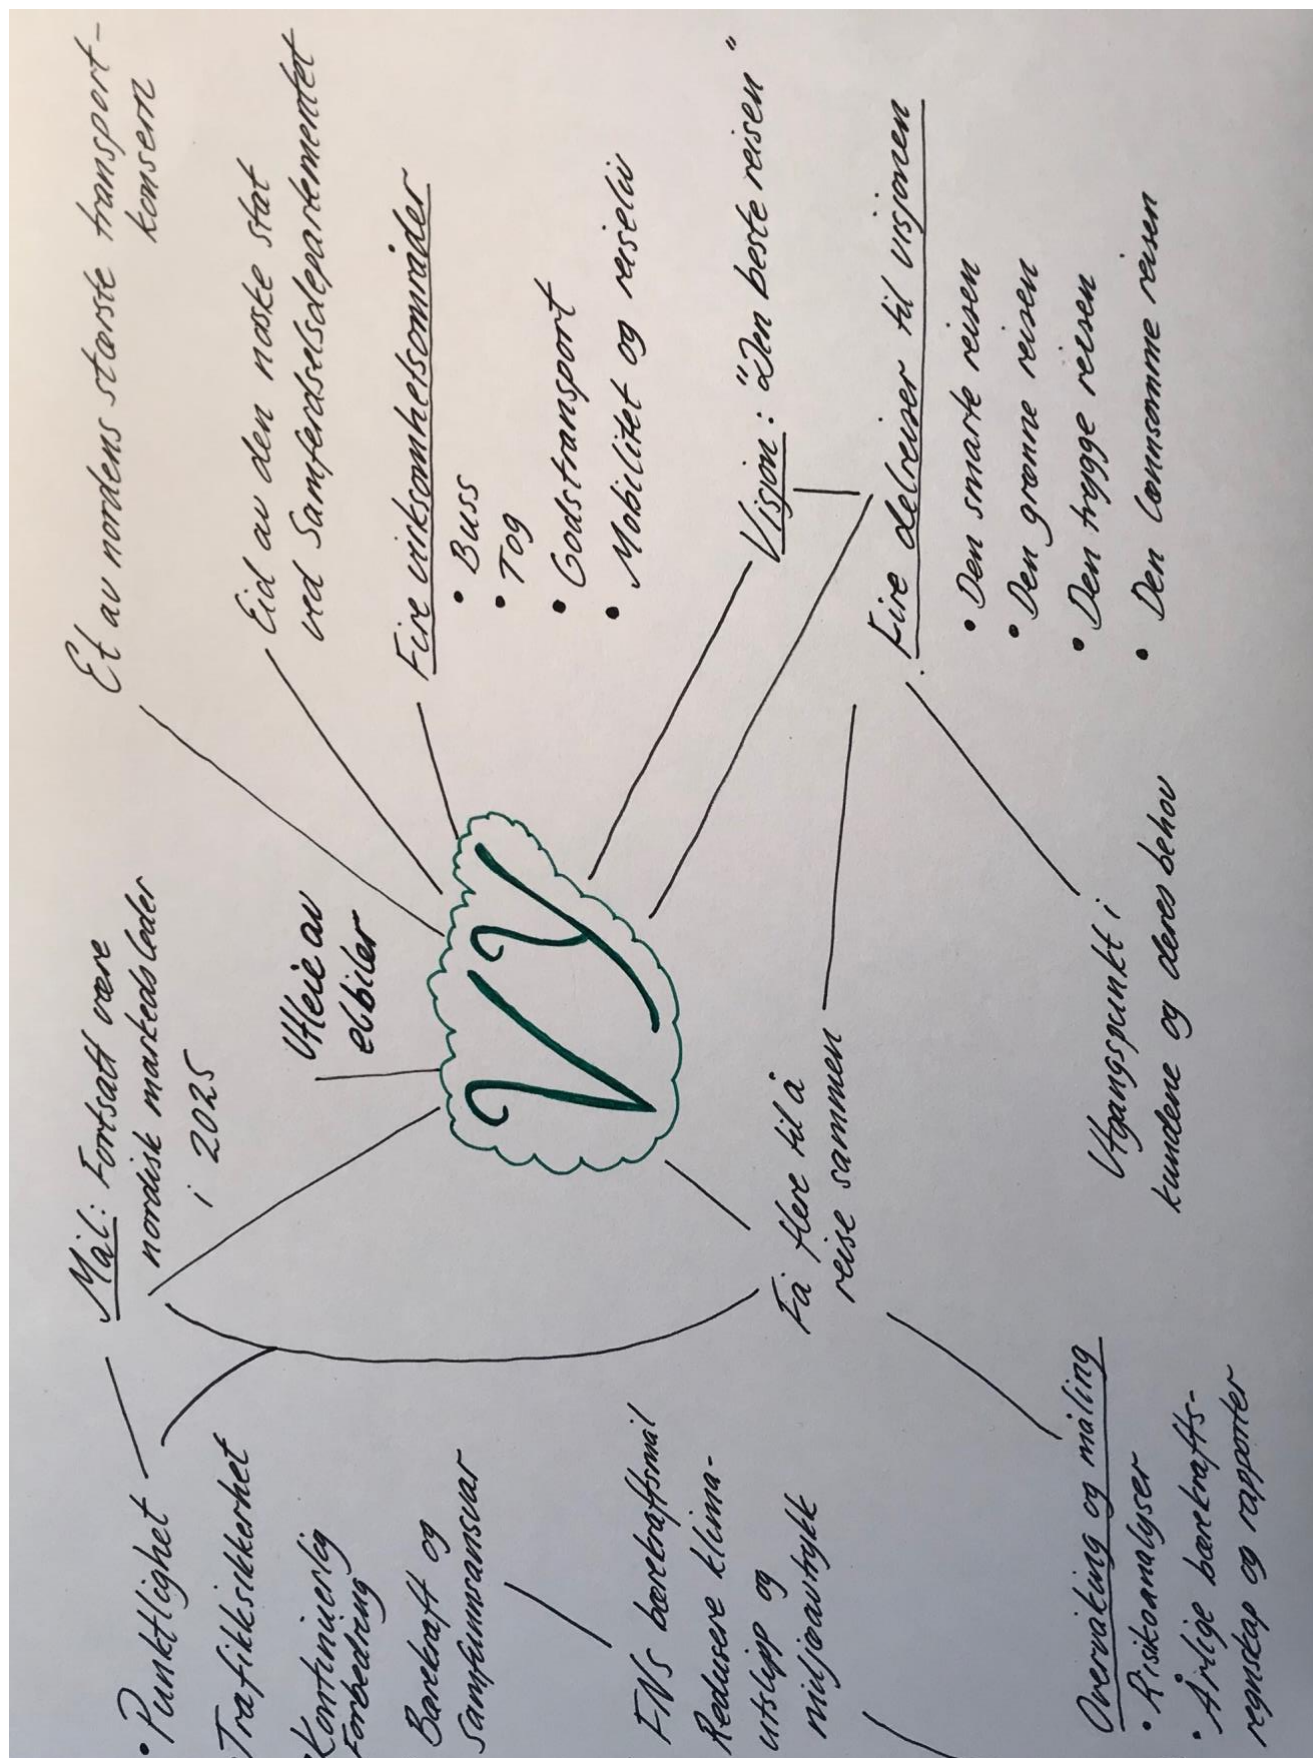 Mål: Fortsatt være
nordisk markedsleder
i 2025
Et av nordens største transport-
konsern
Utleie av
elbiler
Eid av den norske stat
ved Samferdselsdepartementet
Fire virksomhetsområder
• Buss
• Tog
• Godstransport
• Mobilitet og reiseliv
VY
Visjon: "Den beste reisen"
Fire delreiser til visjonen
• Den smarte reisen
• Den grønne reisen
• Den trygge reisen
• Den lønnsomme reisen
Utgangspunkt i
kundene og deres behov
Få flere til å
reise sammen
• Punktlighet
• Trafikksikkerhet
• Kontinuerlig
Forbedring
Bærekraft og
samfunnsansvar
FNs bærekraftsmål
Redusere klima-
utslipp og
miljøavtrykk
Overvåking og måling
• Risikoanalyser
• Årlige bærekrafts-
regnskap og rapporter